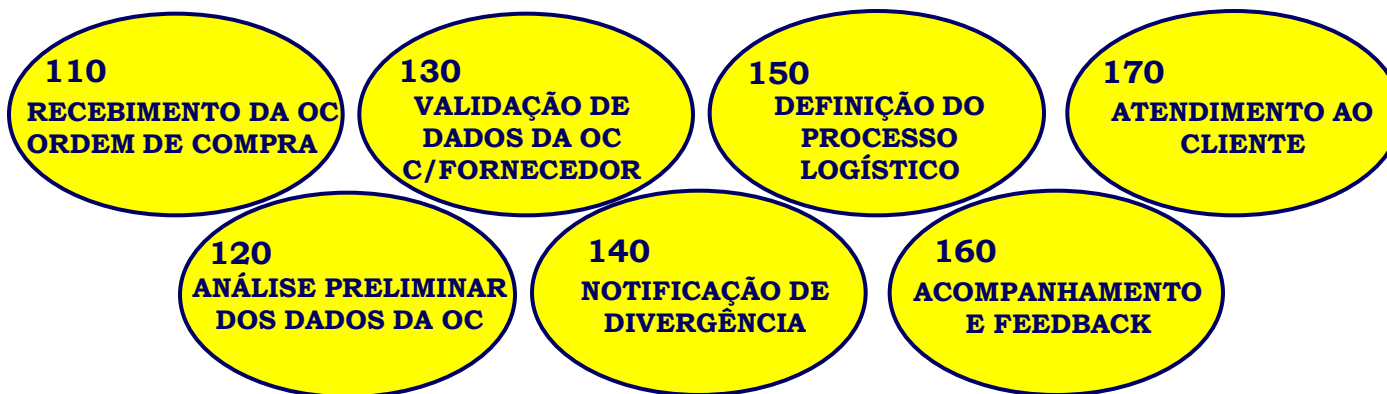 110
RECEBIMENTO DA OC
ORDEM DE COMPRA
120
ANÁLISE PRELIMINAR
DOS DADOS DA OC
130
VALIDAÇÃO DE
DADOS DA OC
C/FORNECEDOR
140
NOTIFICAÇÃO DE
DIVERGÊNCIA
150
DEFINIÇÃO DO
PROCESSO
LOGÍSTICO
160
ACOMPANHAMENTO
E FEEDBACK
170
ATENDIMENTO AO
CLIENTE